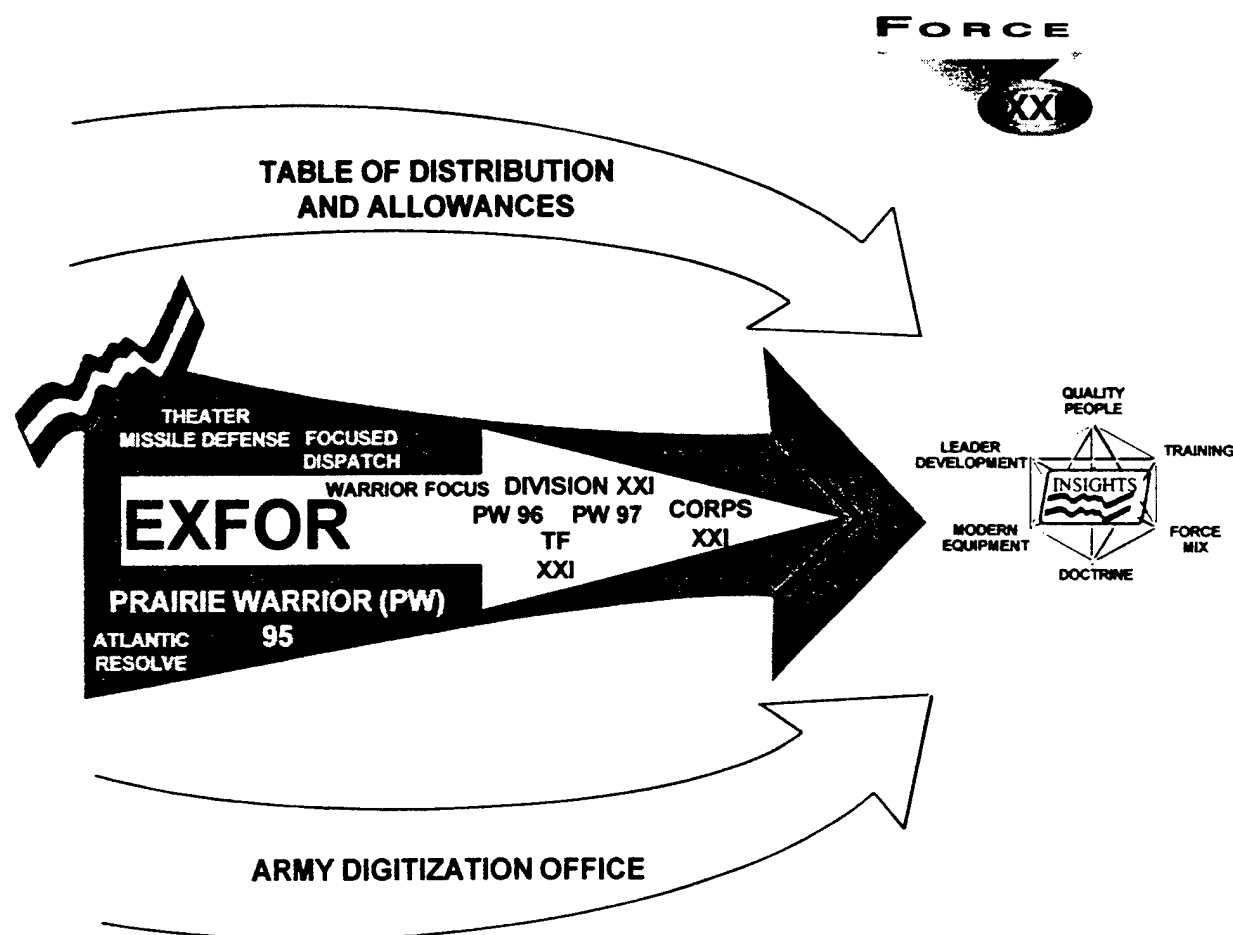 FORCE
XXI
TABLE OF DISTRIBUTION
AND ALLOWANCES
THEATER
MISSILE DEFENSE
FOCUSED
DISPATCH
EXFOR
WARRIOR FOCUS
DIVISION XXI
PW 96 PW 97
TF
XXI
CORPS
XXI
PRAIRIE WARRIOR (PW)
95
ATLANTIC
RESOLVE
QUALITY
PEOPLE
LEADER
DEVELOPMENT
TRAINING
INSIGHTS
MODERN
EQUIPMENT
FORCE
MIX
DOCTRINE
ARMY DIGITIZATION OFFICE